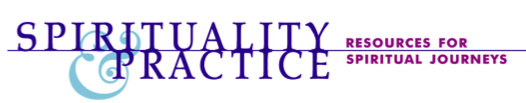 SPIRITUALITY
& PRACTICE
RESOURCES FOR
SPIRITUAL JOURNEYS